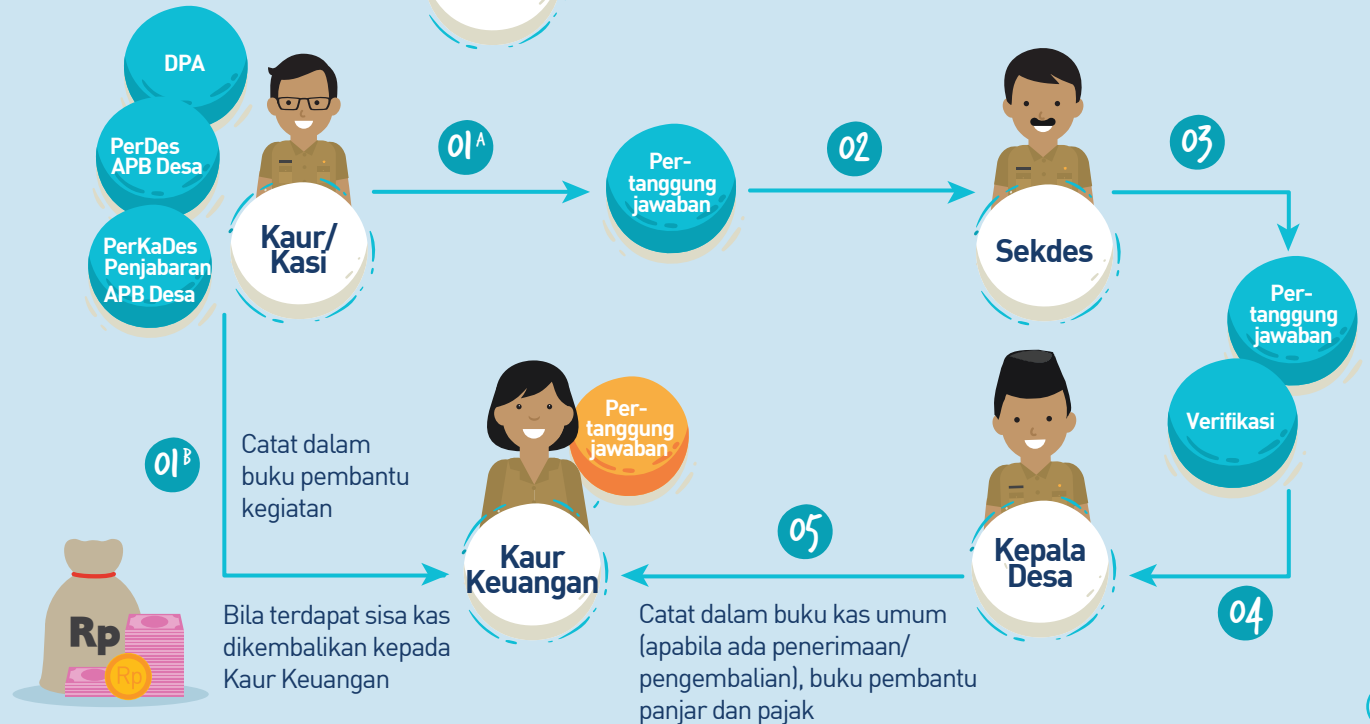 DPA
PerDes
APB Desa
PerKaDes
Penjabaran
APB Desa
Kaur/
Kasi
01A
Per-
tanggung
jawaban
02
Sekdes
03
Per-
tanggung
jawaban
Verifikasi
04
Kepala
Desa
05
Catat dalam buku kas umum
(apabila ada penerimaan/
pengembalian), buku pembantu
panjar dan pajak
Per-
tanggung
jawaban
Kaur
Keuangan
01B
Catat dalam
buku pembantu
kegiatan
Bila terdapat sisa kas
dikembalikan kepada
Kaur Keuangan
Rp
Rp